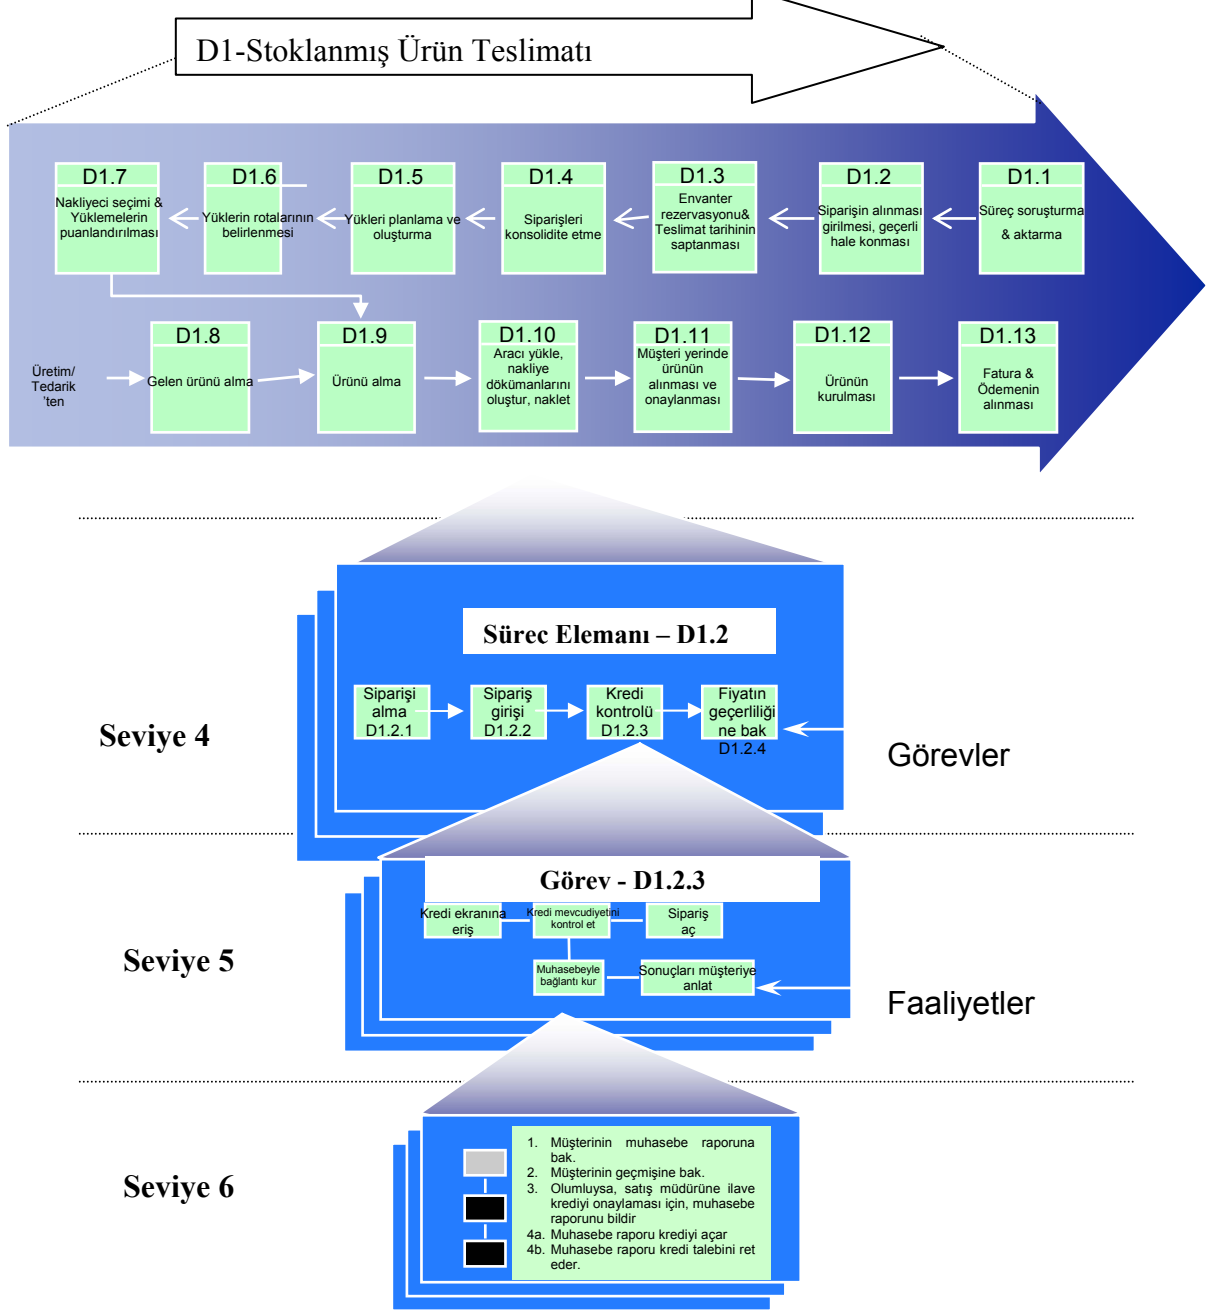 D1-Stoklanmış Ürün Teslimatı
D1.7
Nakliyeci seçimi &
Yüklemelerin
puanlandırılması
D1.6
Yüklerin rotalarının
belirlenmesi
D1.5
Yükleri planlama ve
oluşturma
D1.4
Siparişleri
konsolidite etme
D1.3
Envanter
rezervasyonu&
Teslimat tarihinin
saptanması
D1.2
Siparişin alınması
girilmesi, geçerli
hale konması
D1.1
Süreç soruşturma
& aktarma
Üretim/
Tedarik
'ten
D1.8
Gelen ürünü alma
D1.9
Ürünü alma
D1.10
Aracı yükle,
nakliye
dökümanlarını
oluştur, naklet
D1.11
Müşteri yerinde
ürünün
alınması ve
onaylanması
D1.12
Ürünün
kurulması
D1.13
Fatura &
Ödemenin
alınması
Sürec Elemanı – D1.2
Seviye 4
Siparişi
alma
D1.2.1
Sipariş
girişi
D1.2.2
Kredi
kontrolü
D1.2.3
Fiyatın
geçerliliği
ne bak
D1.2.4
Görevler
Görev - D1.2.3
Seviye 5
Kredi ekranına
eriş
Kredi mevcudiyetini
kontrol et
Sipariş
aç
Muhasebeyle
bağlantı kur
Sonuçları müşteriye
anlat
Faaliyetler
Seviye 6
1. Müşterinin muhasebe raporuna
bak.
2. Müşterinin geçmişine bak.
3. Olumluysa, satış müdürüne ilave
krediyi onaylaması için, muhasebe
raporunu bildir
4a. Muhasebe raporu krediyi açar
4b. Muhasebe raporu kredi talebini ret
eder.